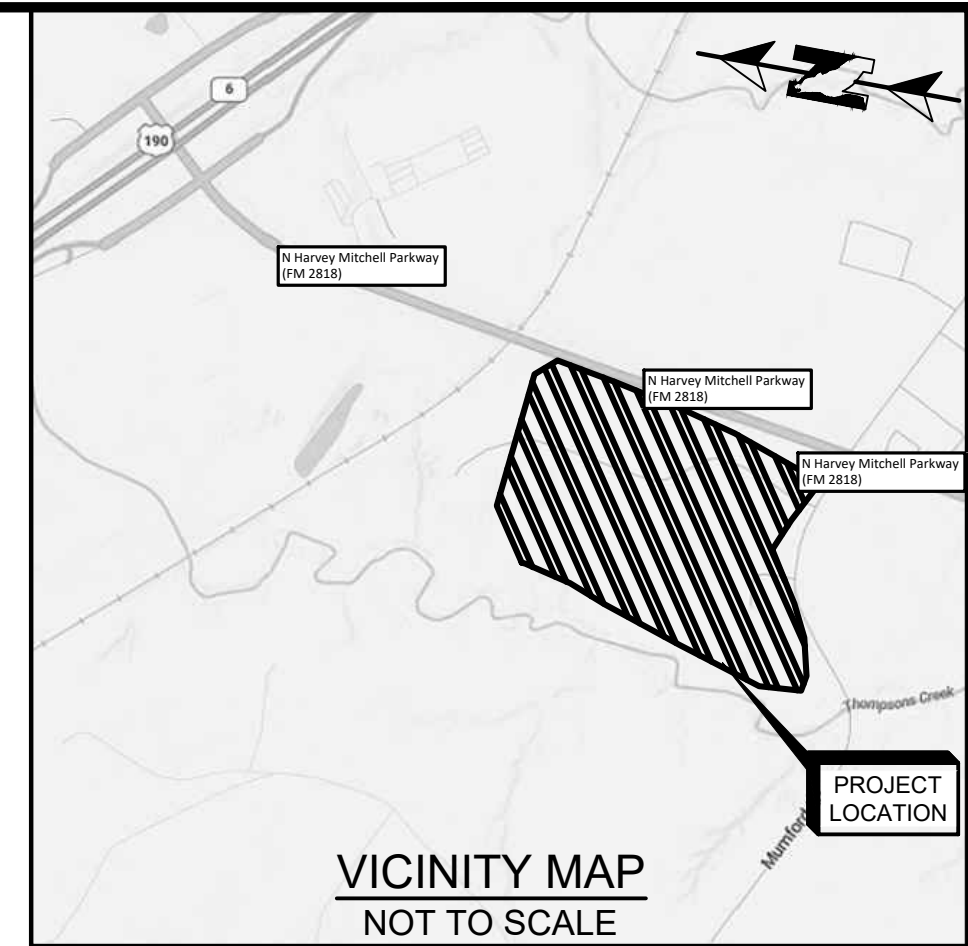 6
190
N Harvey Mitchell Parkway
(FM 2818)
N Harvey Mitchell Parkway
(FM 2818)
N Harvey Mitchell Parkway
(FM 2818)
Thompsons Creek
PROJECT
LOCATION
VICINITY MAP
NOT TO SCALE